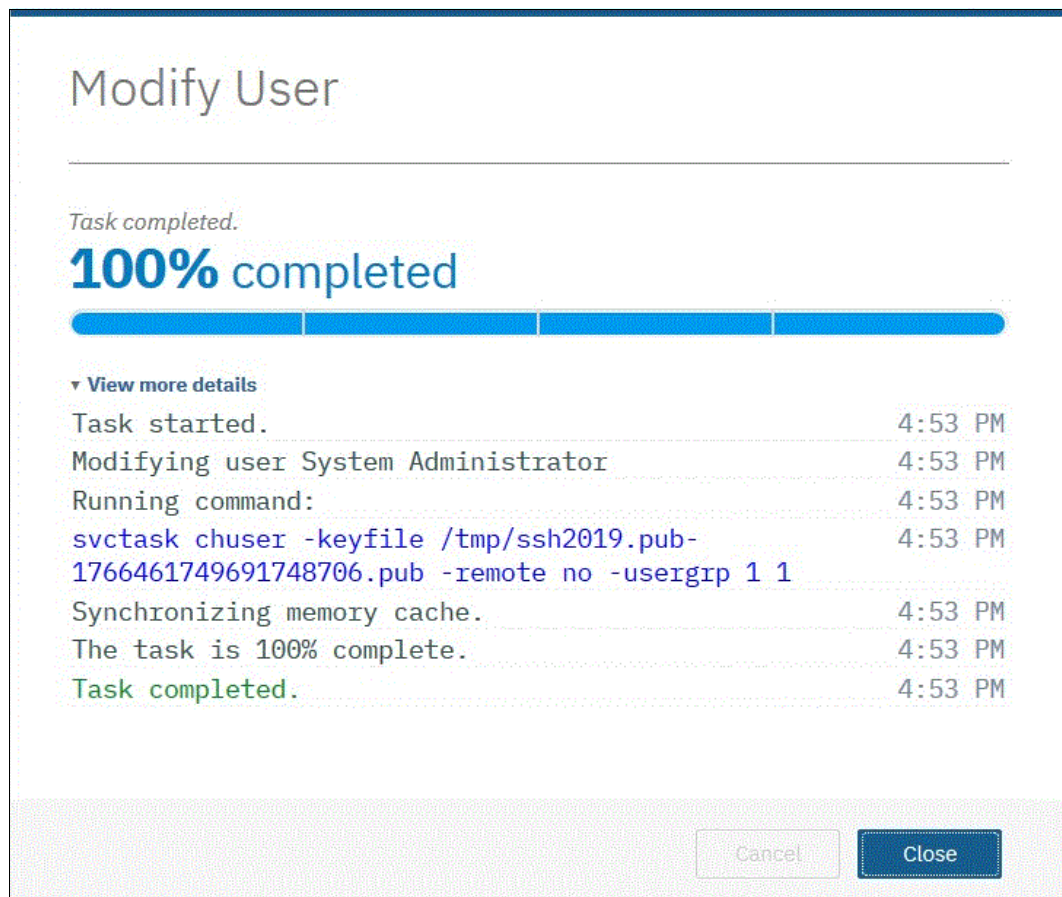 Modify User
Task completed.
100% completed
▾ View more details
Task started. 4:53 PM
Modifying user System Administrator 4:53 PM
Running command: 4:53 PM
svctask chuser -keyfile /tmp/ssh2019.pub- 4:53 PM
1766461749691748706.pub -remote no -usergrp 1 1
Synchronizing memory cache. 4:53 PM
The task is 100% complete. 4:53 PM
Task completed. 4:53 PM
Cancel Close